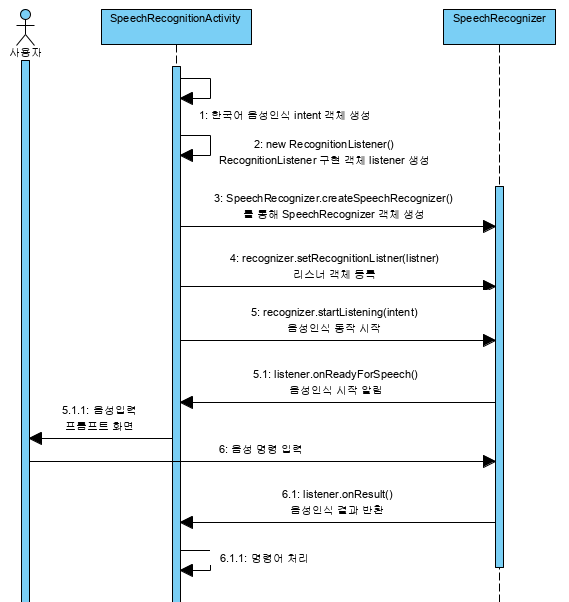 SpeechRecognitionActivity
SpeechRecognizer
사용자
1: 한국어 음성인식 intent 객체 생성
2: new RecognitionListener()
RecognitionListener 구현 객체 listener 생성
3: SpeechRecognizer.createSpeechRecognizer()
를 통해 SpeechRecognizer 객체 생성
4: recognizer.setRecognitionListner(listner)
리스너 객체 등록
5: recognizer.startListening(intent)
음성인식 동작 시작
5.1: listener.onReadyForSpeech()
음성인식 시작 알림
5.1.1: 음성입력
프롬프트 화면
6: 음성 명령 입력
6.1: listener.onResult()
음성인식 결과 반환
6.1.1: 명령어 처리